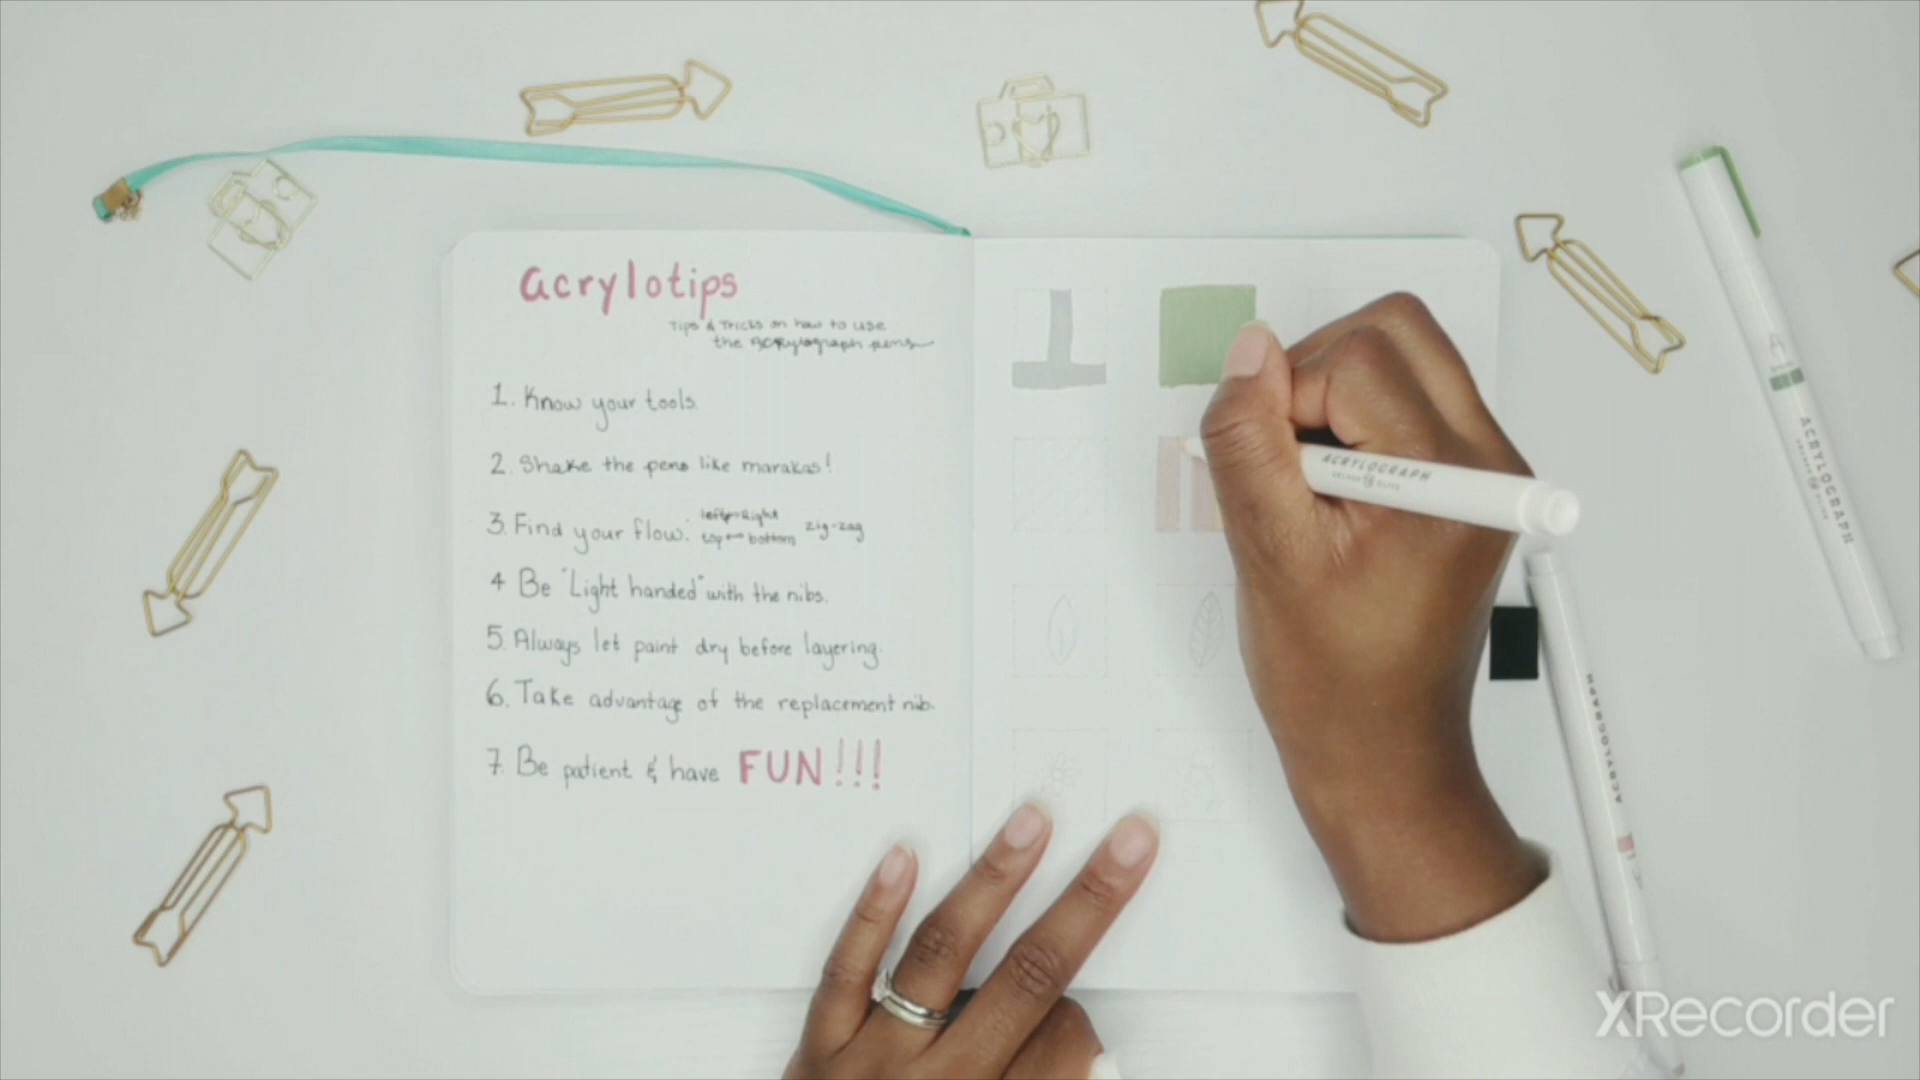 acrylotips
Tips & Tricks on how to use
the acrylograph pens
1. Know your tools.
2. Shake the pens like marakas!
3. Find your flow: left↔Right
top↔bottom zig-zag
4 Be "Light handed" with the nibs.
5. Always let paint dry before layering.
6. Take advantage of the replacement nib.
7. Be patient & have FUN!!!
ACRYLOGRAPH
ACRYLOGRAPH
ACRYLOGRAPH
XRecorder